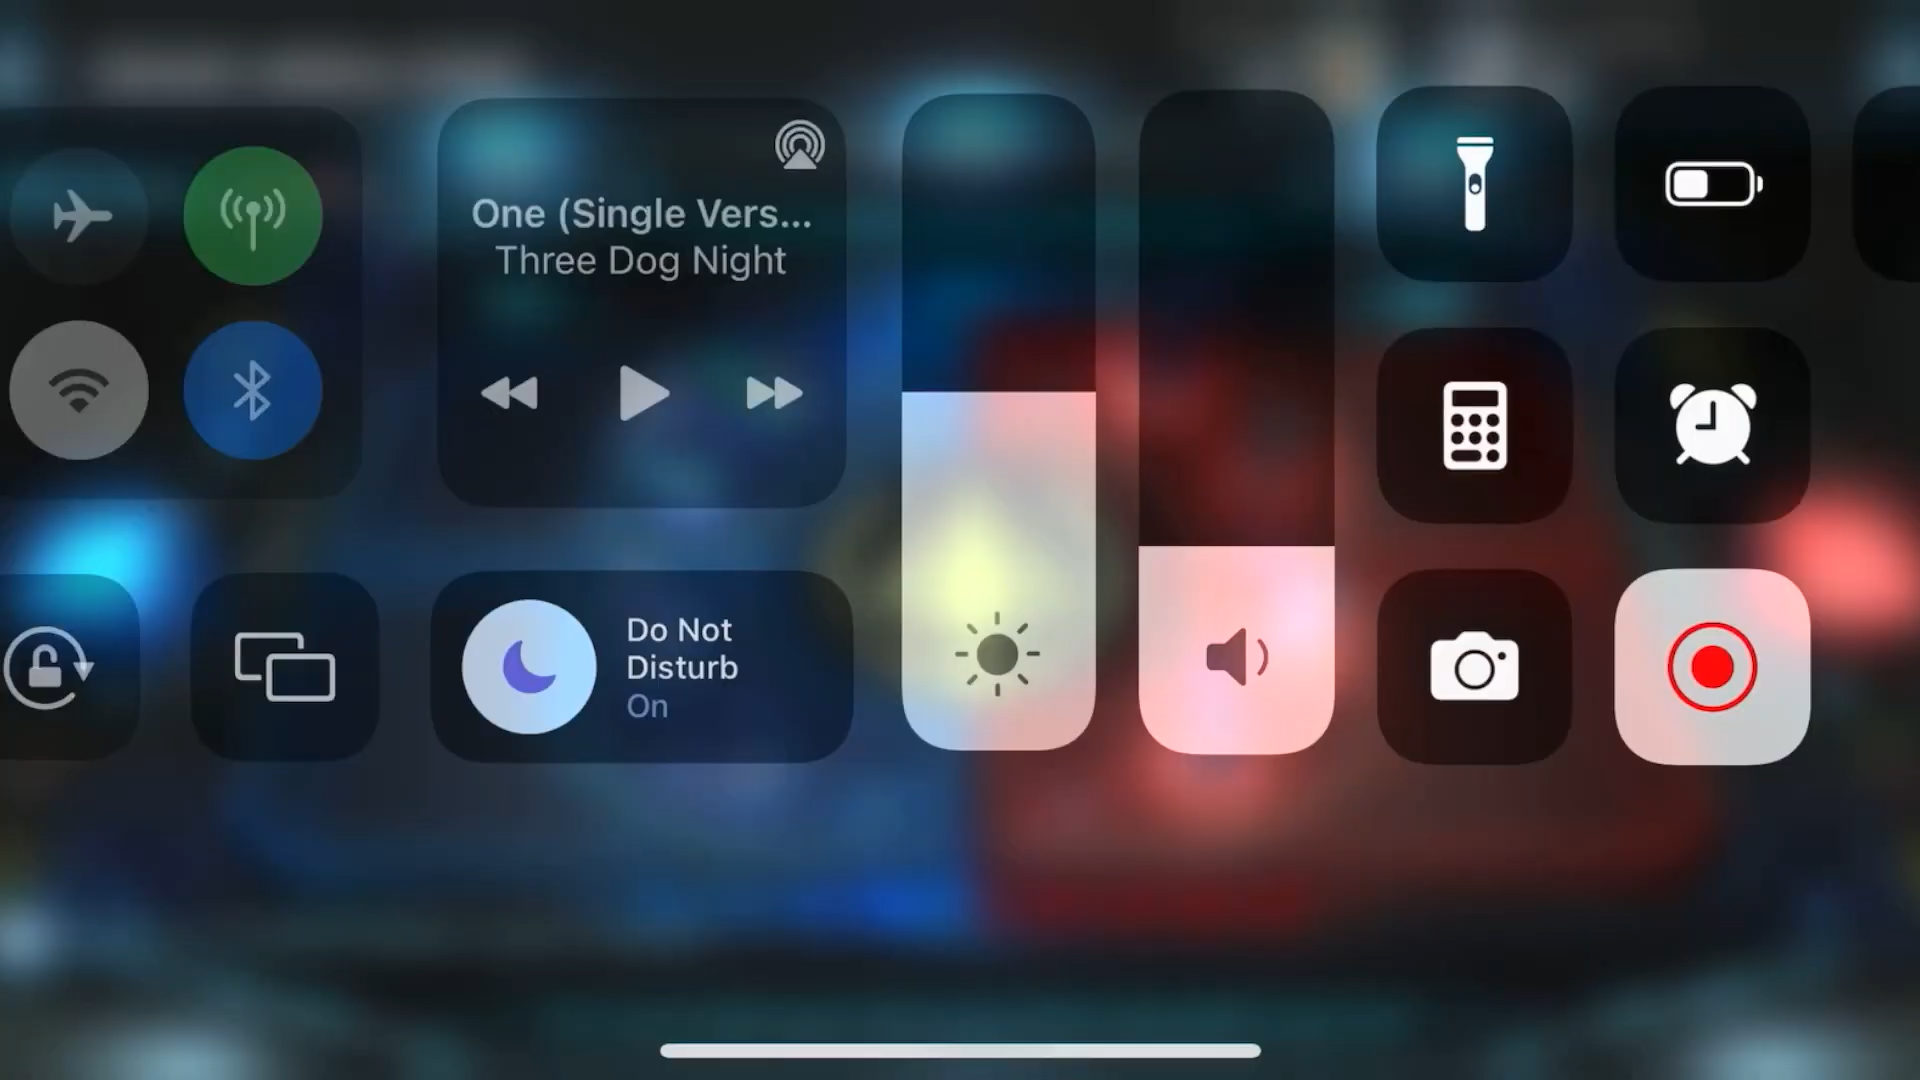 One (Single Vers...
Three Dog Night
Do Not
Disturb
On